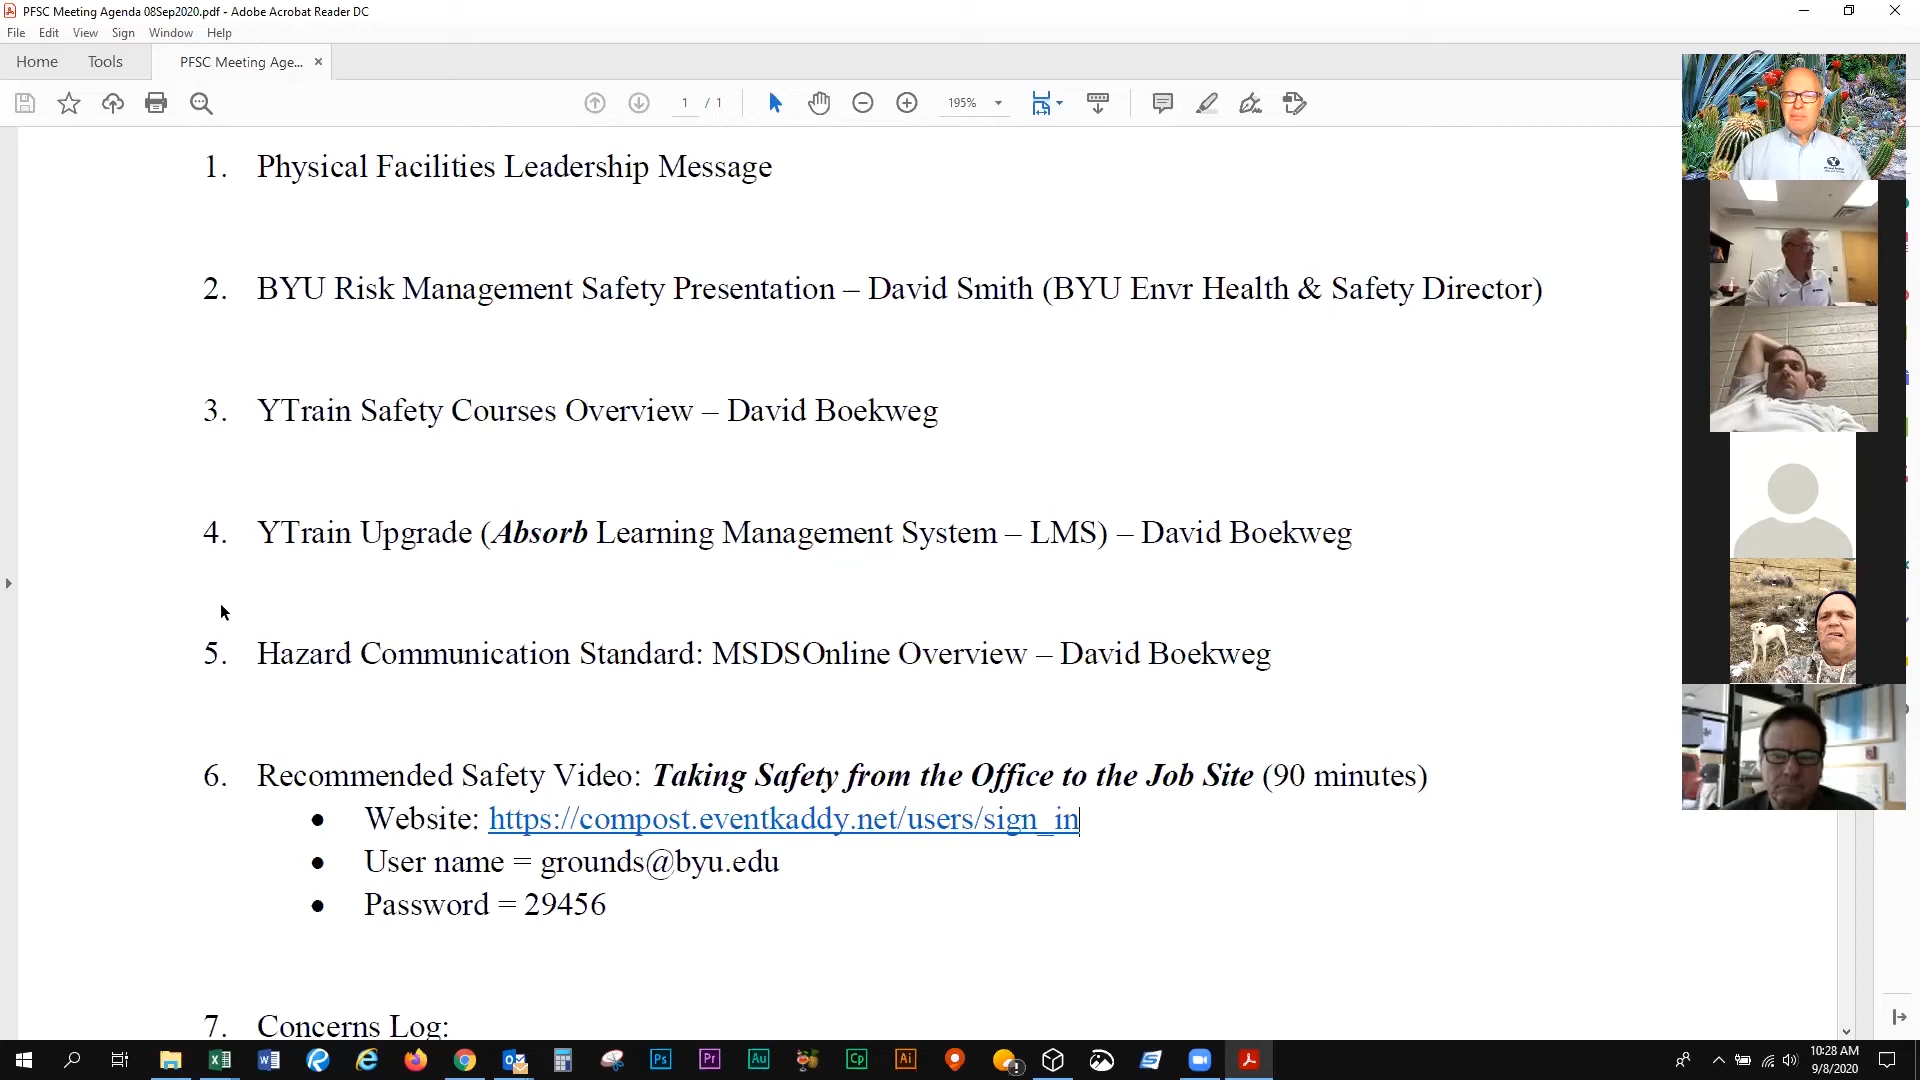 PFSC Meeting Agenda 08Sep2020.pdf - Adobe Acrobat Reader DC
File Edit View Sign Window Help
Home Tools PFSC Meeting Age... ×
1 / 1 195%
1. Physical Facilities Leadership Message
2. BYU Risk Management Safety Presentation – David Smith (BYU Envr Health & Safety Director)
3. YTrain Safety Courses Overview – David Boekweg
4. YTrain Upgrade (Absorb Learning Management System – LMS) – David Boekweg
5. Hazard Communication Standard: MSDSOnline Overview – David Boekweg
6. Recommended Safety Video: Taking Safety from the Office to the Job Site (90 minutes)
• Website: https://compost.eventkaddy.net/users/sign_in
• User name = grounds@byu.edu
• Password = 29456
7. Concerns Log:
Ps Pr Au Cp Ai
10:28 AM
9/8/2020